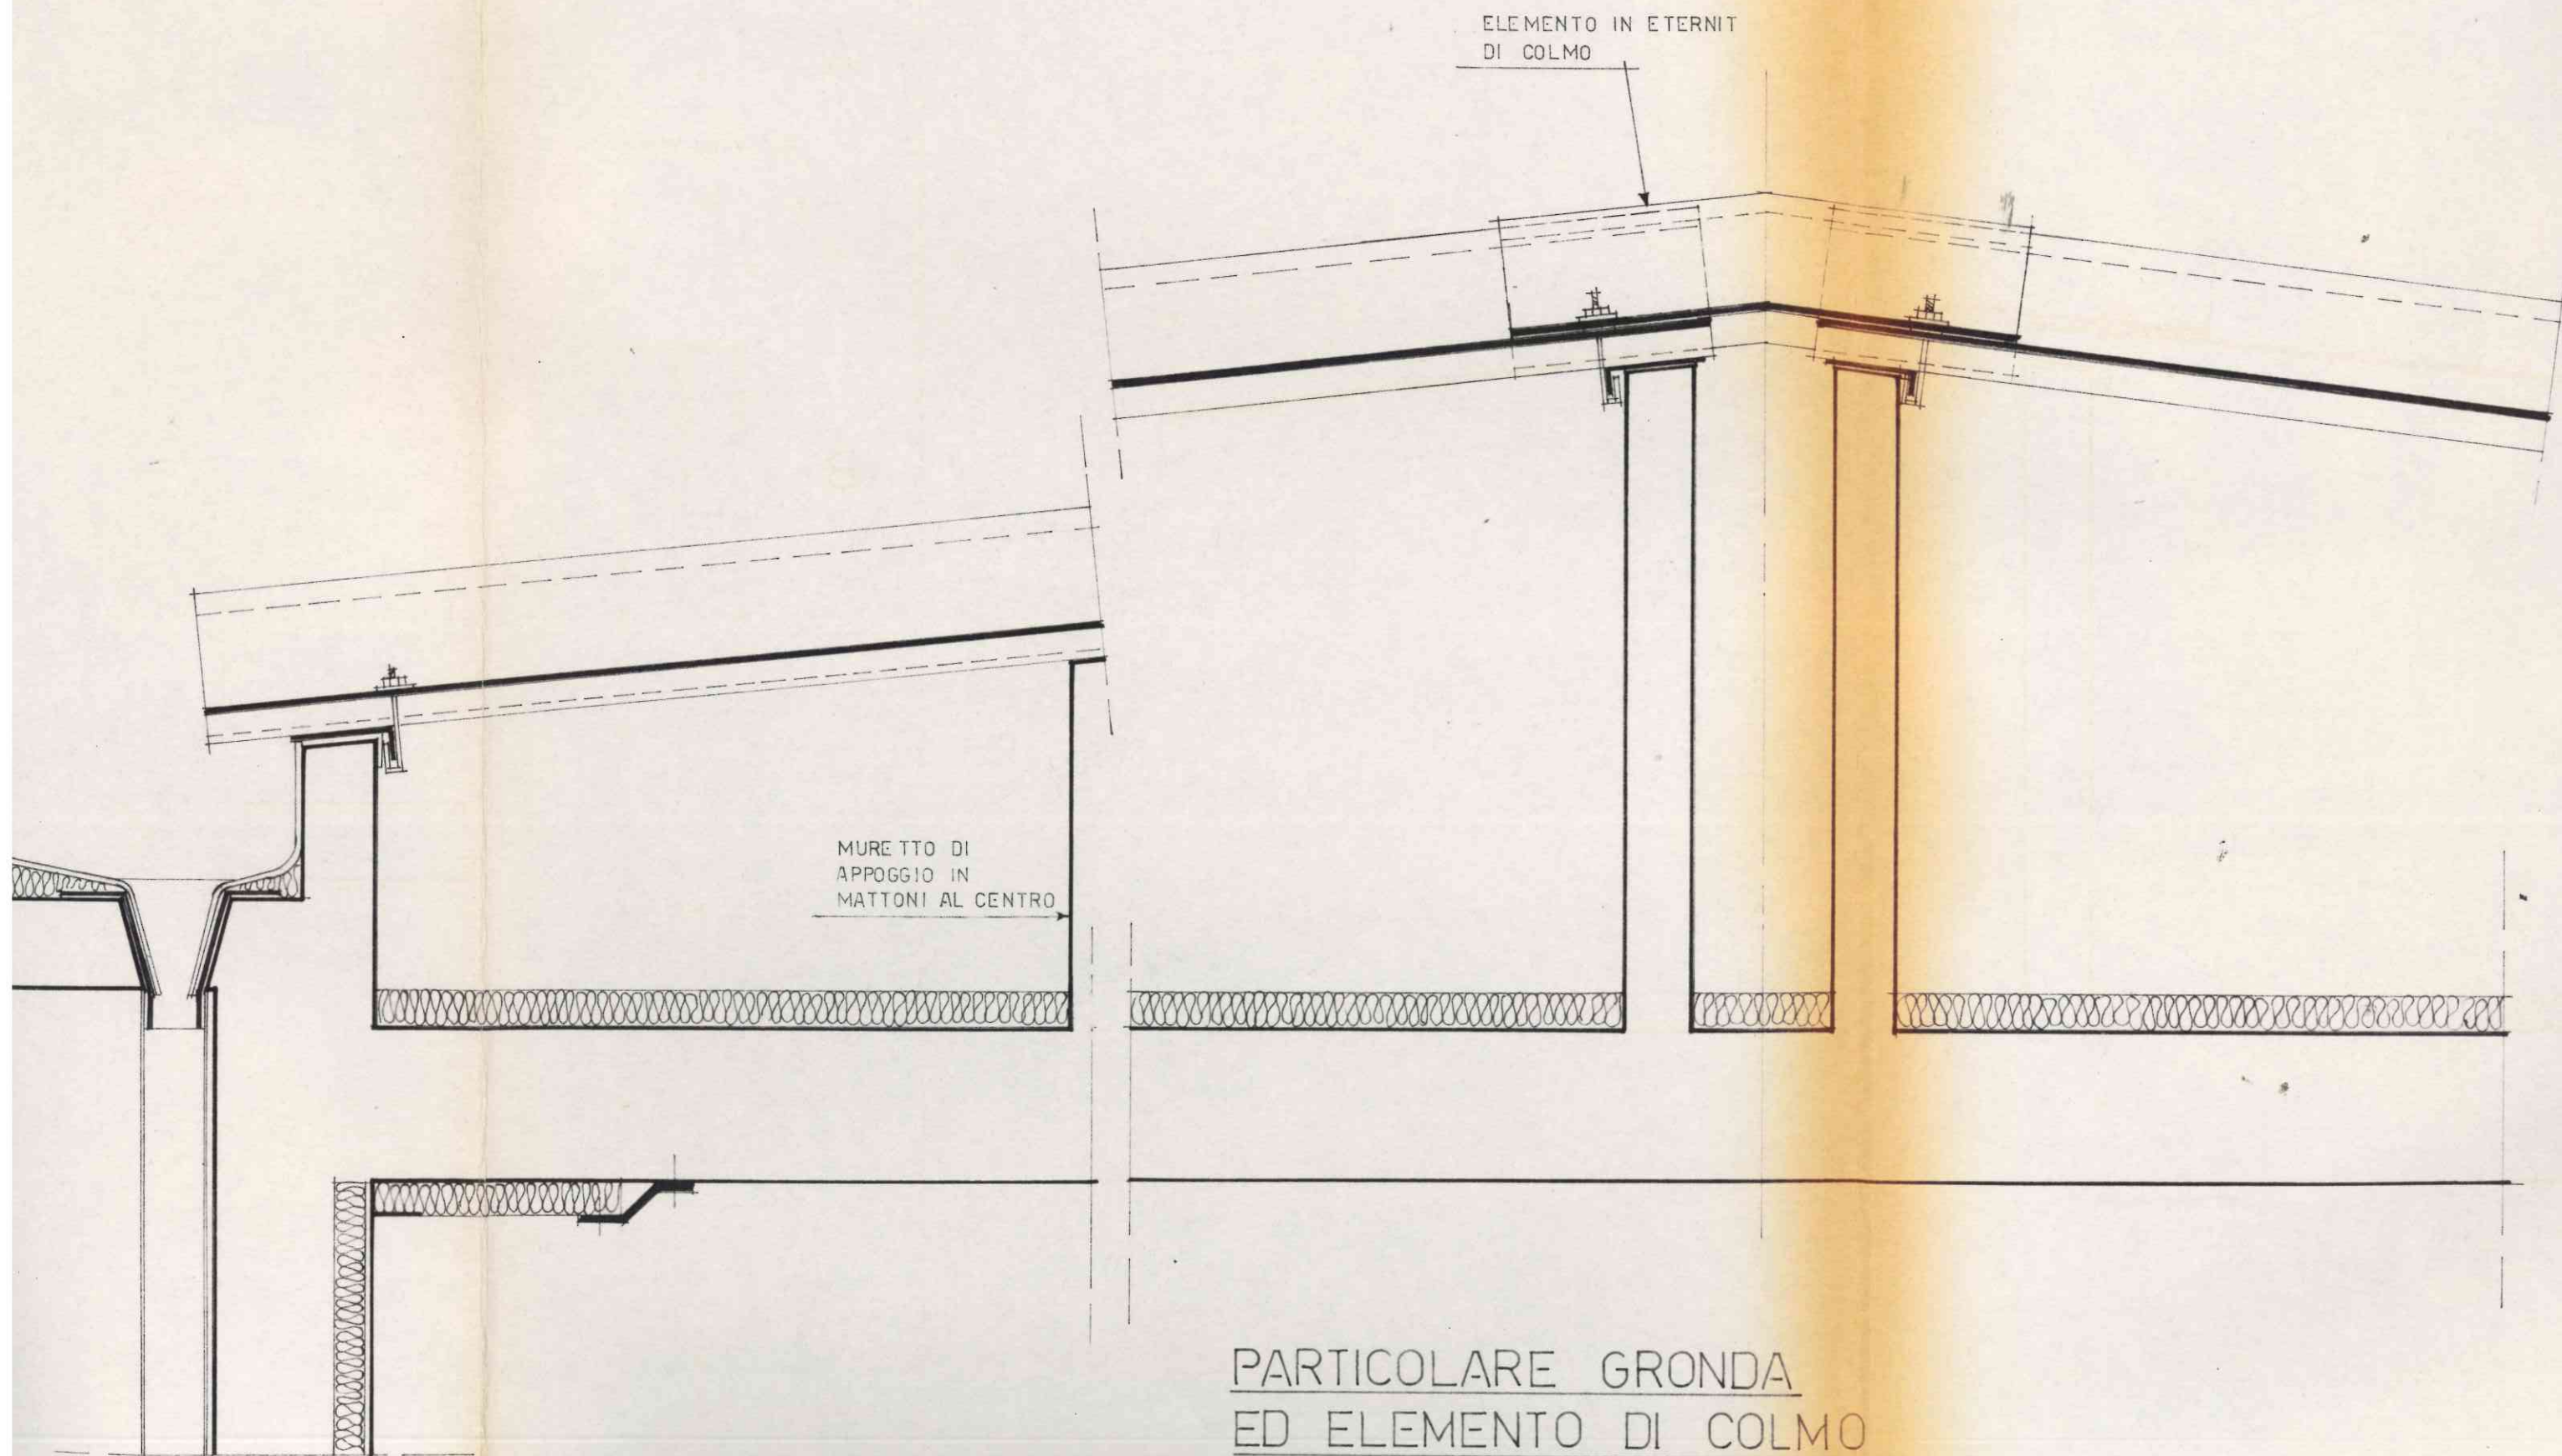 ELEMENTO IN ETERNIT
DI COLMO
MURETTO DI
APPOGGIO IN
MATTONI AL CENTRO
PARTICOLARE GRONDA
ED ELEMENTO DI COLMO